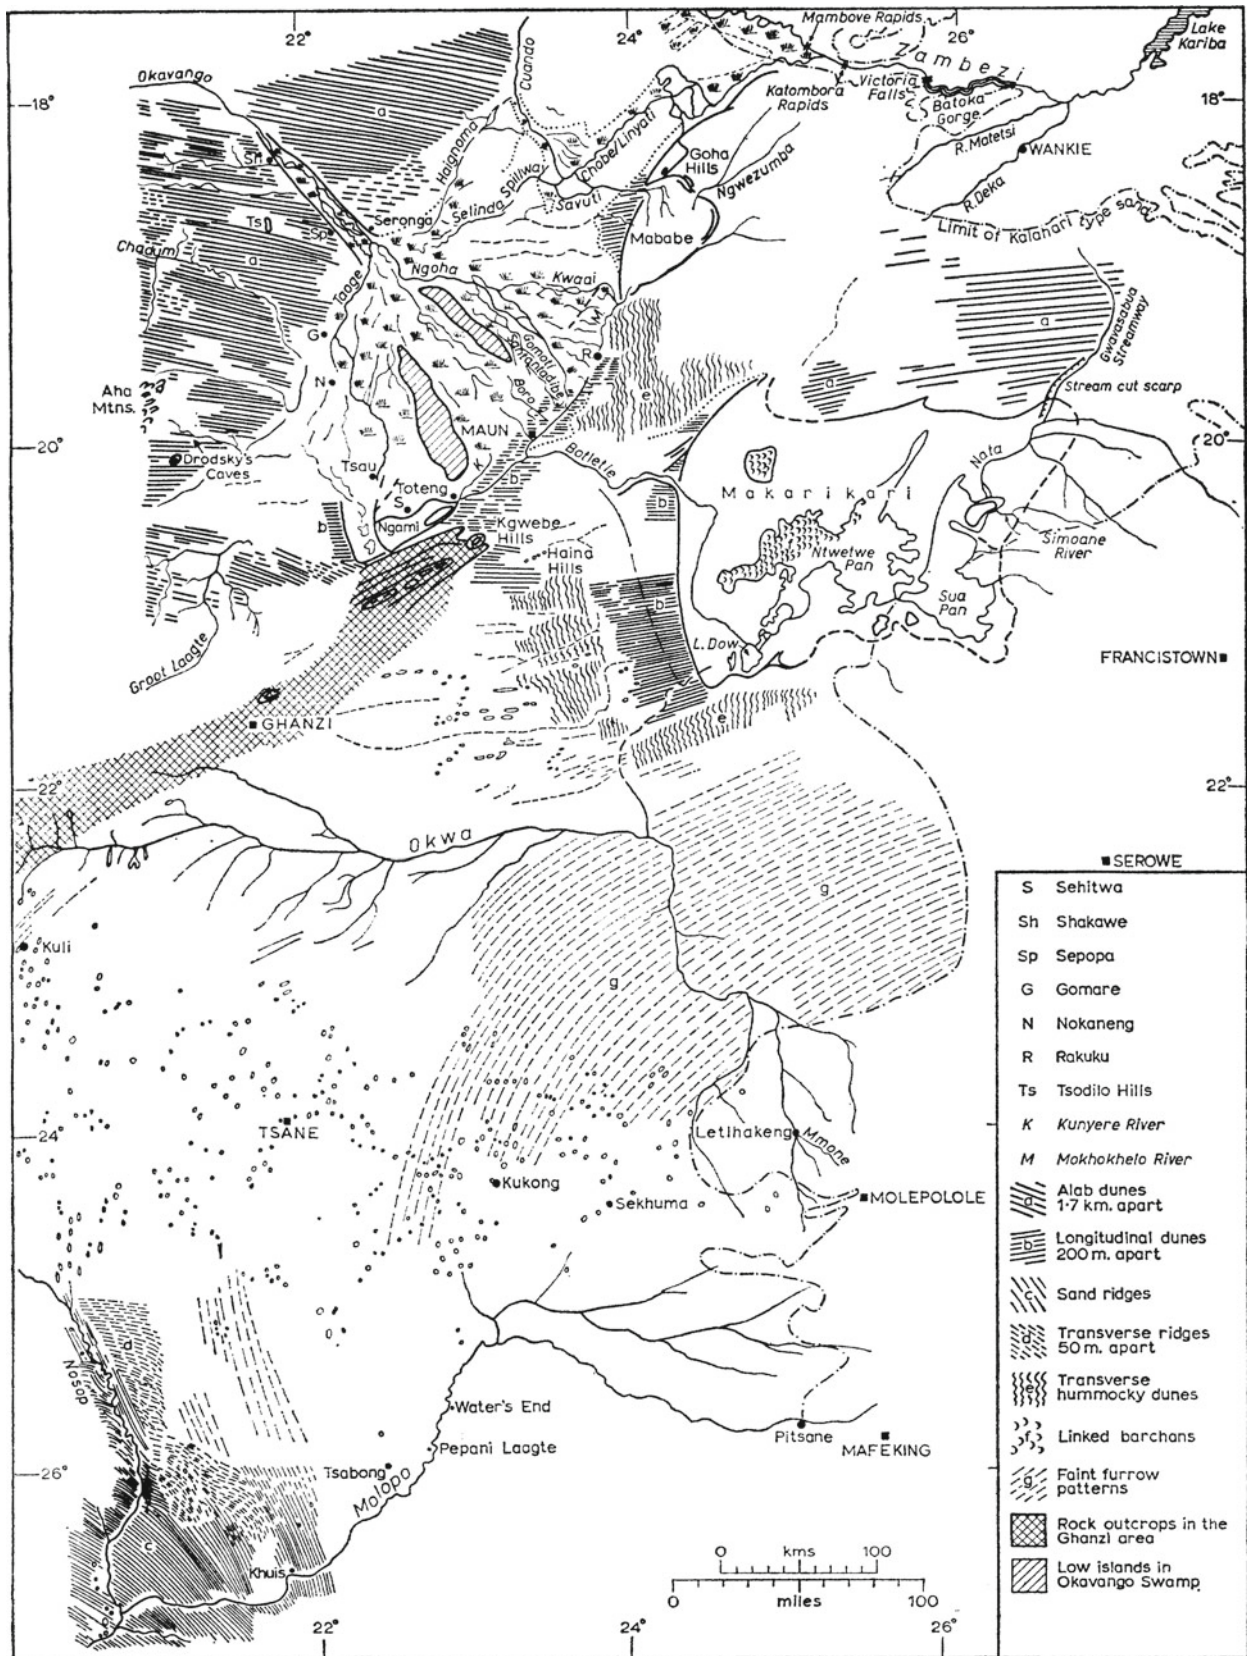 22°
24°
26°
Mambove Rapids
Lake
Kariba
Zambezi
Okavango
Cuando
Katombora
Rapids
Victoria
Falls
Batoka
Gorge
18°
18°
a
Sh
Haignoma
Chobe/Linyati
Goha
Hills
Ngwezumba
R. Matetsi
WANKIE
R. Deka
Selinda Spillway
Savuti
Ts
Sp
Seronga
Mababe
Limit of Kalahari type sand
Chadum
a
Taoge
Ngoha
Kwaai
M
a
Gwavasabua
Streamway
G
Gomoti
Santantadibe
R
Boro
e
a
Stream cut scarp
Aha
Mtns.
N
MAUN
20°
20°
Drodsky's
Caves
Tsau
K
b
Botletle
Nata
Toteng
S
Makarikari
b
Ngami
b
Kgwebe
Hills
Haina
Hills
Ntwetwe
Pan
Simoane
River
Sua
Pan
b
L. Dow
Groot Laagte
FRANCISTOWN
GHANZI
f
e
22°
22°
Okwa
SEROWE
g
Kuli
g
TSANE
24°
Letlhakeng
Mmone
Kukong
Sekhuma
MOLEPOLOLE
Nosop
d
Water's End
Pepani Laagte
Pitsane
MAFEKING
Tsabong
26°
Molopo
c
Khuis
0 kms 100
0 miles 100
22°
24°
26°
S Sehitwa
Sh Shakawe
Sp Sepopa
G Gomare
N Nokaneng
R Rakuku
Ts Tsodilo Hills
K Kunyere River
M Mokhokhelo River
a Alab dunes
1·7 km. apart
b Longitudinal dunes
200 m. apart
c Sand ridges
d Transverse ridges
50 m. apart
e Transverse
hummocky dunes
f Linked barchans
g Faint furrow
patterns
Rock outcrops in the
Ghanzi area
Low islands in
Okavango Swamp